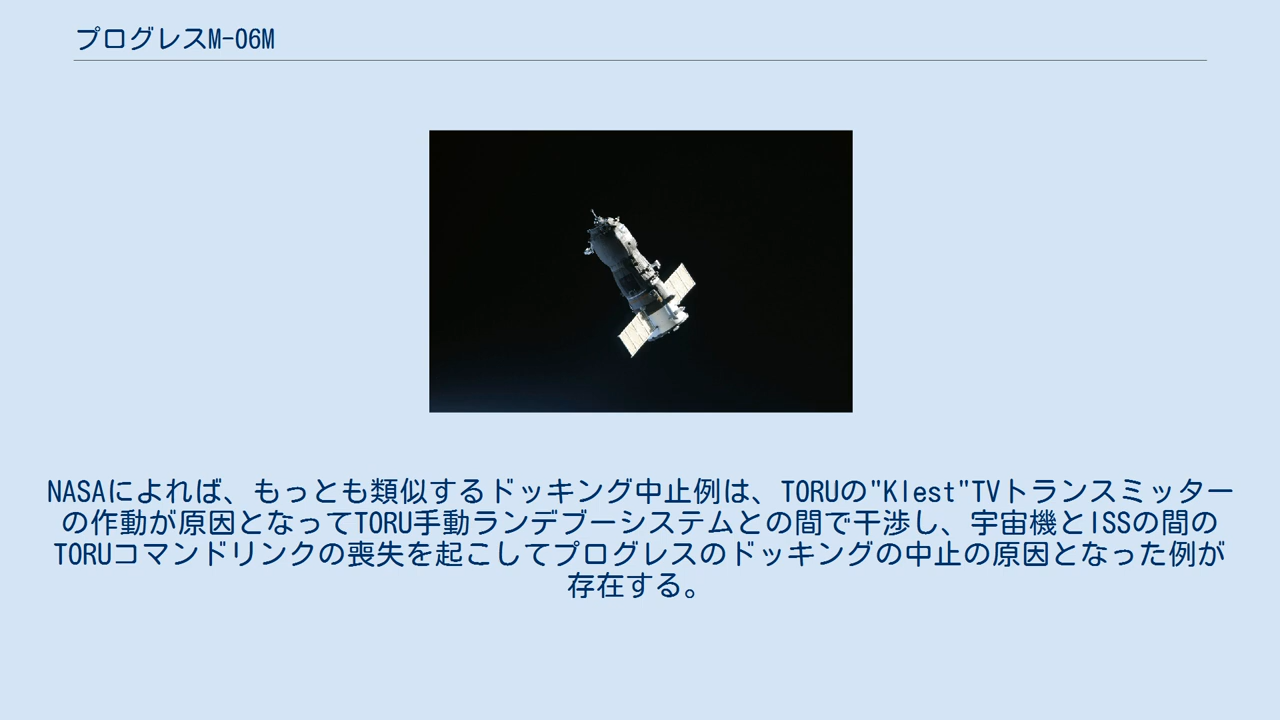 プログレスM-06M
NASAによれば、もっとも類似するドッキング中止例は、TORUの"Klest"TVトランスミッター
の作動が原因となってTORU手動ランデブーシステムとの間で干渉し、宇宙機とISSの間の
TORUコマンドリンクの喪失を起こしてプログレスのドッキングの中止の原因となった例が
存在する。